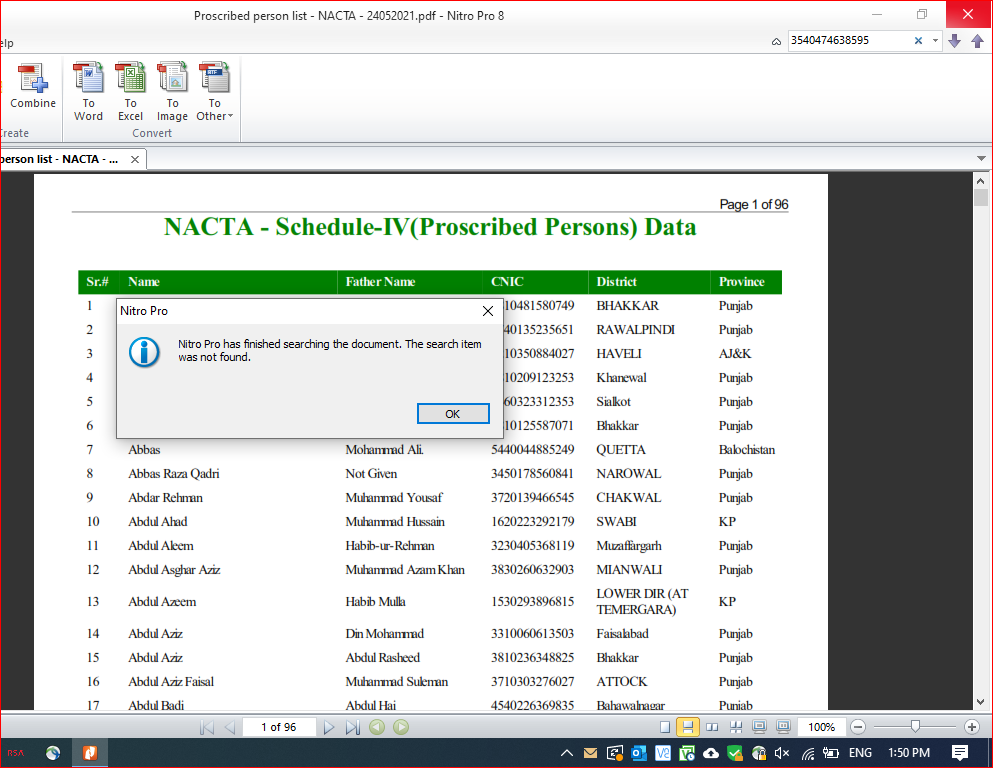 Proscribed person list - NACTA - 24052021.pdf - Nitro Pro 8
elp
3540474638595
Combine
To Word
To Excel
To Image
To Other
reate
Convert
person list - NACTA - ...
Page 1 of 96
NACTA - Schedule-IV(Proscribed Persons) Data
Sr.# Name Father Name CNIC District Province
1 10481580749 BHAKKAR Punjab
2 40135235651 RAWALPINDI Punjab
3 10350884027 HAVELI AJ&K
4 10209123253 Khanewal Punjab
5 60323312353 Sialkot Punjab
6 10125587071 Bhakkar Punjab
Nitro Pro
Nitro Pro has finished searching the document. The search item
was not found.
OK
7 Abbas Mohammad Ali. 5440044885249 QUETTA Balochistan
8 Abbas Raza Qadri Not Given 3450178560841 NAROWAL Punjab
9 Abdar Rehman Muhammad Yousaf 3720139466545 CHAKWAL Punjab
10 Abdul Ahad Muhammad Hussain 1620223292179 SWABI KP
11 Abdul Aleem Habib-ur-Rehman 3230405368119 Muzaffargarh Punjab
12 Abdul Asghar Aziz Muhammad Azam Khan 3830260632903 MIANWALI Punjab
13 Abdul Azeem Habib Mulla 1530293896815 LOWER DIR (AT TEMERGARA) KP
14 Abdul Aziz Din Mohammad 3310060613503 Faisalabad Punjab
15 Abdul Aziz Abdul Rasheed 3810236348825 Bhakkar Punjab
16 Abdul Aziz Faisal Muhammad Suleman 3710303276027 ATTOCK Punjab
17 Abdul Badi Abdul Hai 4540226369835 Bahawalnagar Punjab
1 of 96
100%
RSA
ENG
1:50 PM